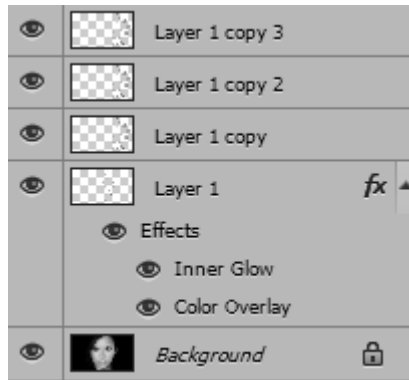 Layer 1 copy 3
Layer 1 copy 2
Layer 1 copy
Layer 1 fx
Effects
Inner Glow
Color Overlay
Background